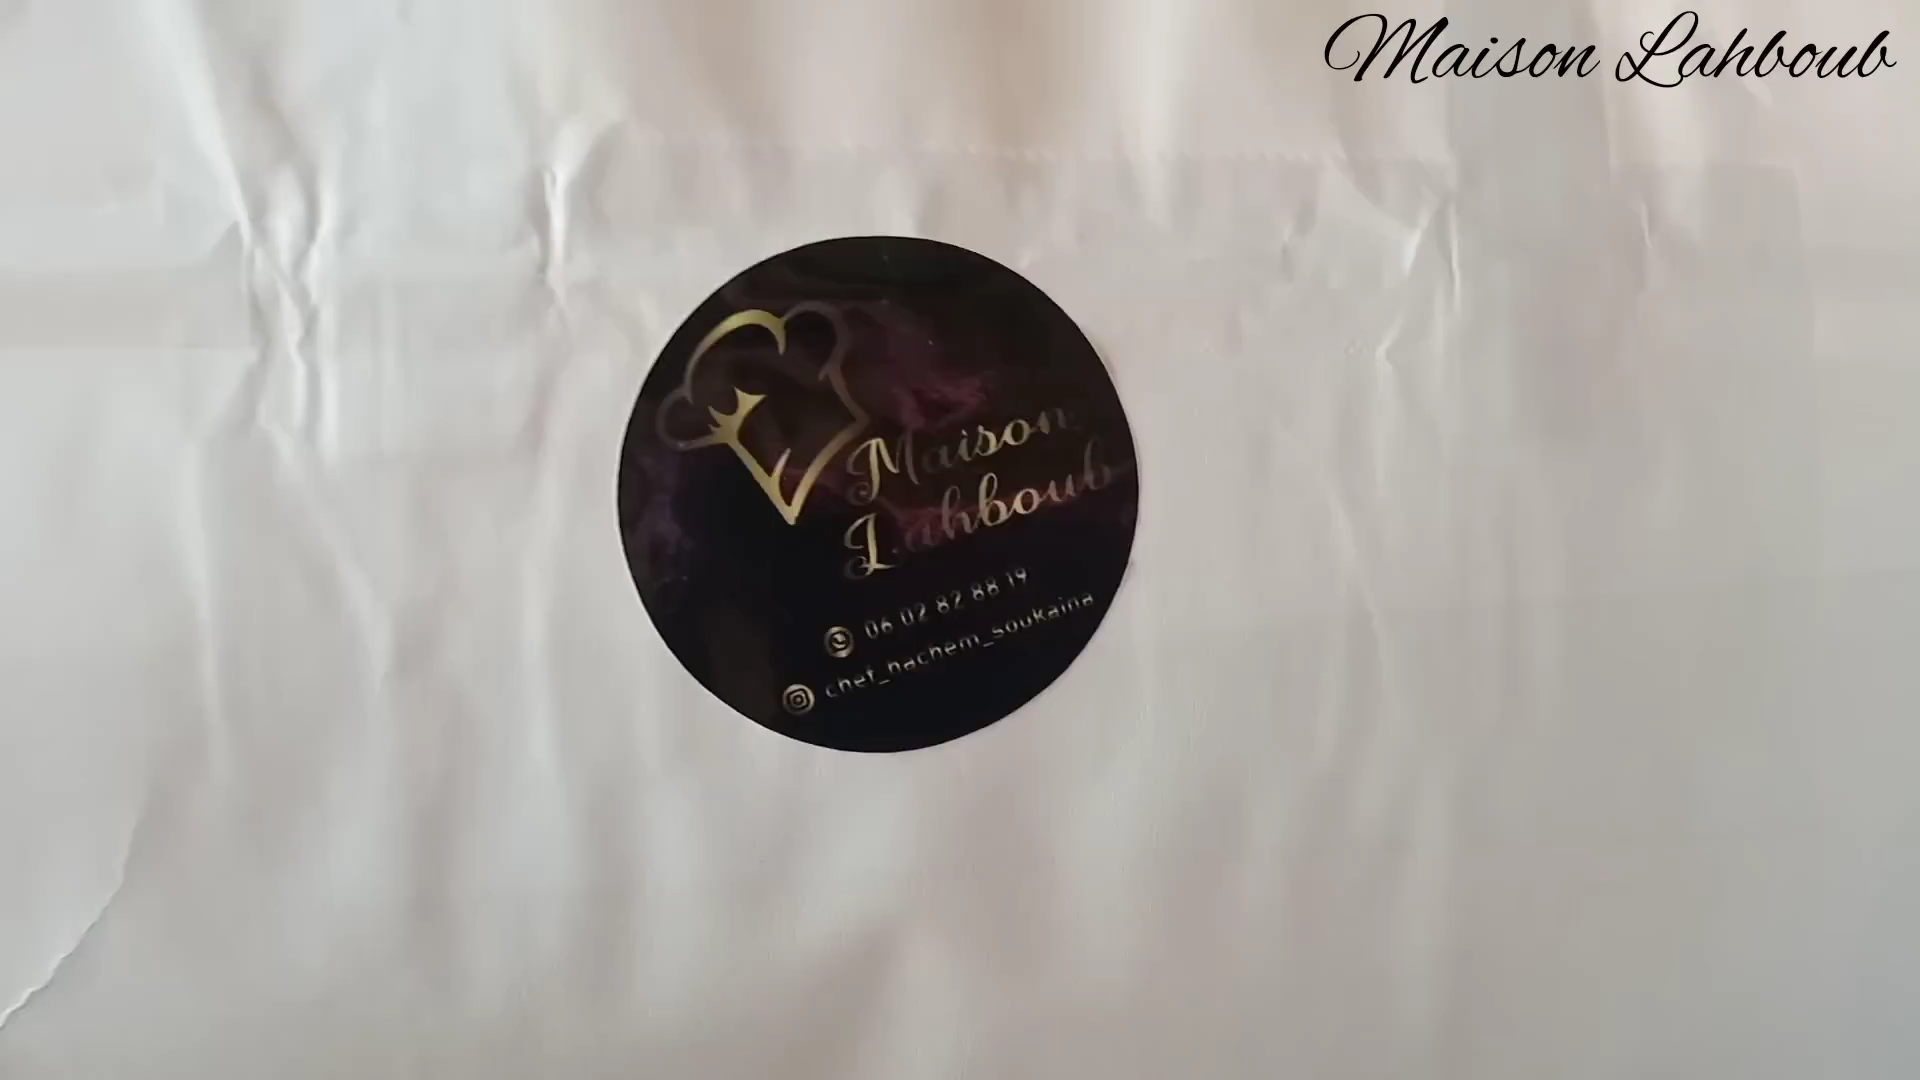 Maison Lahboub
Maison
Lahboub
06 02 82 88 19
chef_hachem_soukaina